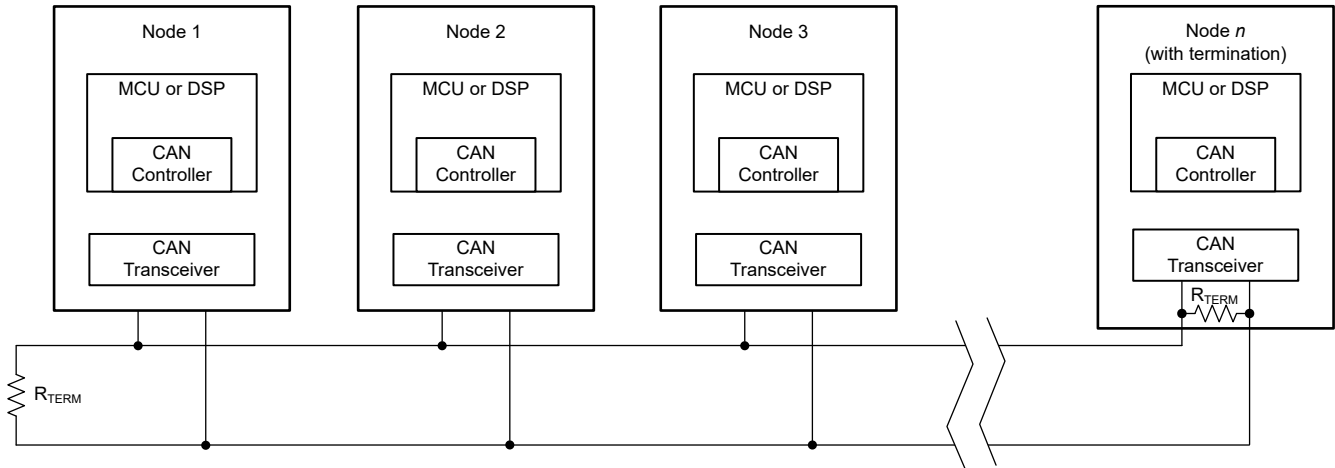 Node 1
MCU or DSP
CAN
Controller
CAN
Transceiver
Node 2
MCU or DSP
CAN
Controller
CAN
Transceiver
Node 3
MCU or DSP
CAN
Controller
CAN
Transceiver
Node n
(with termination)
MCU or DSP
CAN
Controller
CAN
Transceiver
RTERM
RTERM